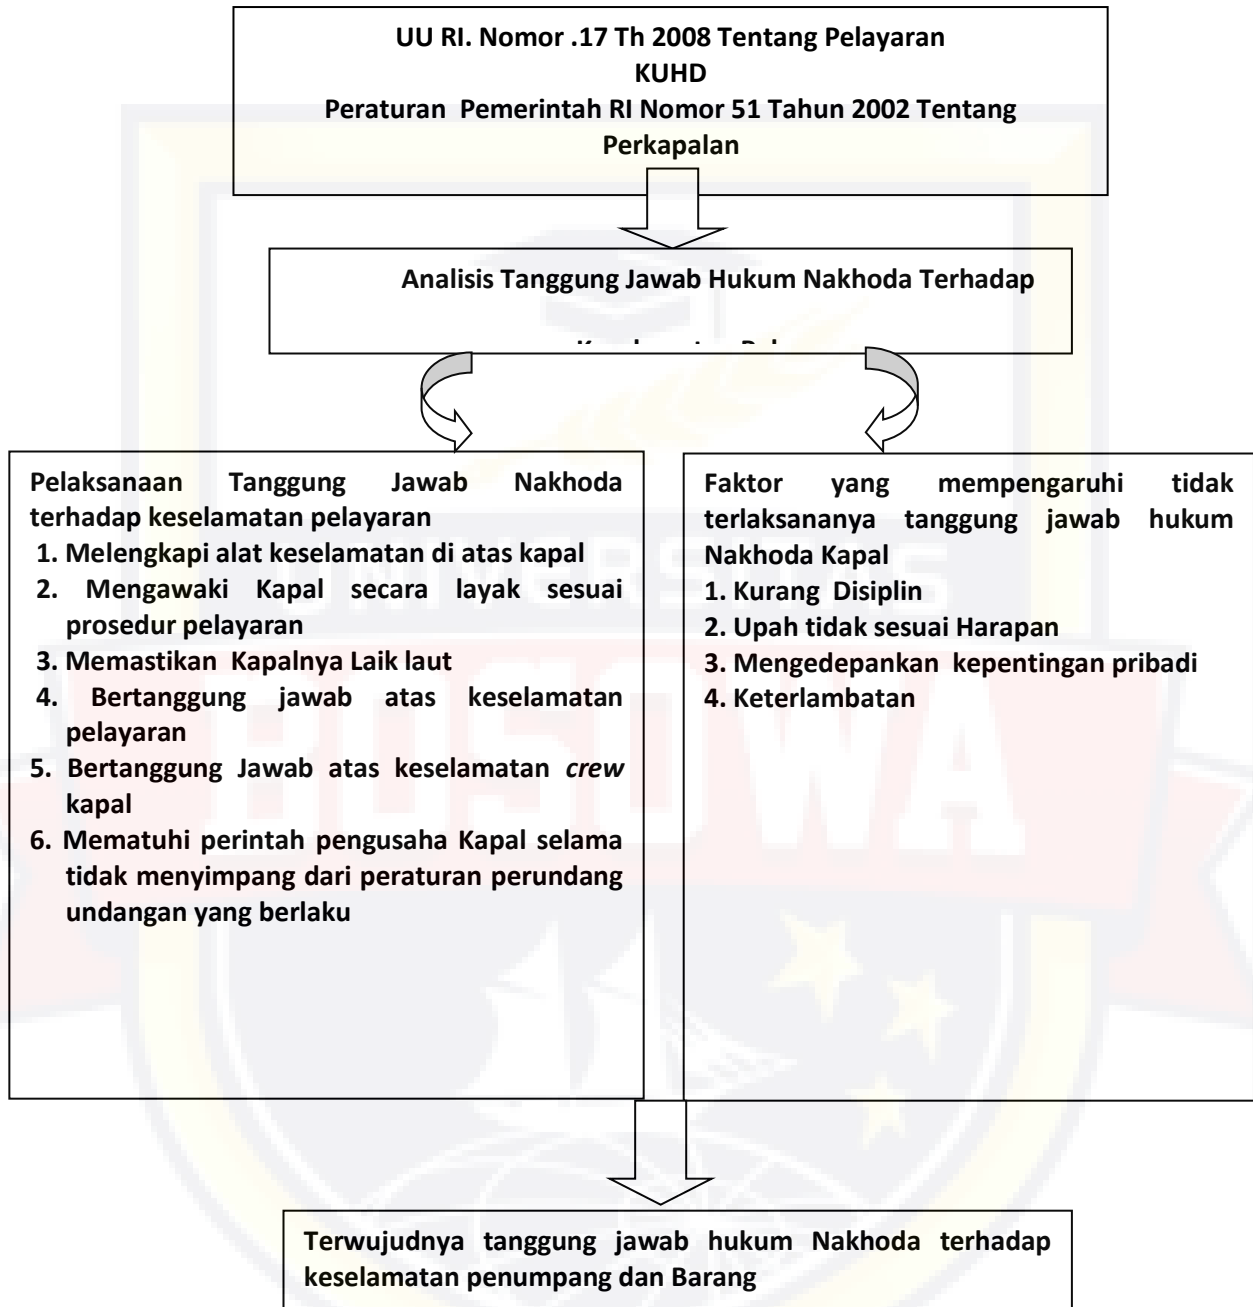 UU RI. Nomor .17 Th 2008 Tentang Pelayaran
KUHD
Peraturan Pemerintah RI Nomor 51 Tahun 2002 Tentang
Perkapalan
Analisis Tanggung Jawab Hukum Nakhoda Terhadap
Pelaksanaan Tanggung Jawab Nakhoda
terhadap keselamatan pelayaran
1. Melengkapi alat keselamatan di atas kapal
2. Mengawaki Kapal secara layak sesuai
prosedur pelayaran
3. Memastikan Kapalnya Laik laut
4. Bertanggung jawab atas keselamatan
pelayaran
5. Bertanggung Jawab atas keselamatan crew
kapal
6. Mematuhi perintah pengusaha Kapal selama
tidak menyimpang dari peraturan perundang
undangan yang berlaku
Faktor yang mempengaruhi tidak
terlaksananya tanggung jawab hukum
Nakhoda Kapal
1. Kurang Disiplin
2. Upah tidak sesuai Harapan
3. Mengedepankan kepentingan pribadi
4. Keterlambatan
Terwujudnya tanggung jawab hukum Nakhoda terhadap
keselamatan penumpang dan Barang
UNIVERSITAS
BOSOWA